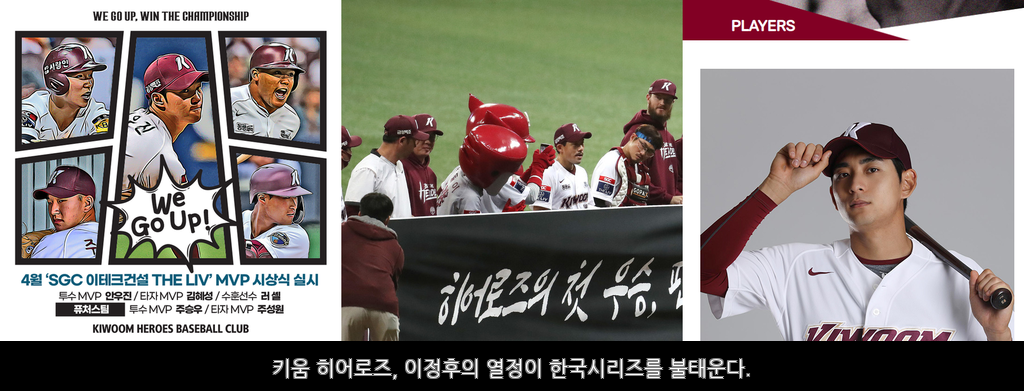 WE GO UP, WIN THE CHAMPIONSHIP
We
Go Up!
4월 'SGC 이테크건설 THE LIV' MVP 시상식 실시
투수 MVP 안우진 / 타자 MVP 김혜성 / 수훈선수 러셀
퓨처스팀 투수 MVP 주승우 / 타자 MVP 주성원
KIWOOM HEROES BASEBALL CLUB
히어로즈의 첫 우승,
PLAYERS
K
KIWOOM
키움 히어로즈, 이정후의 열정이 한국시리즈를 불태운다.